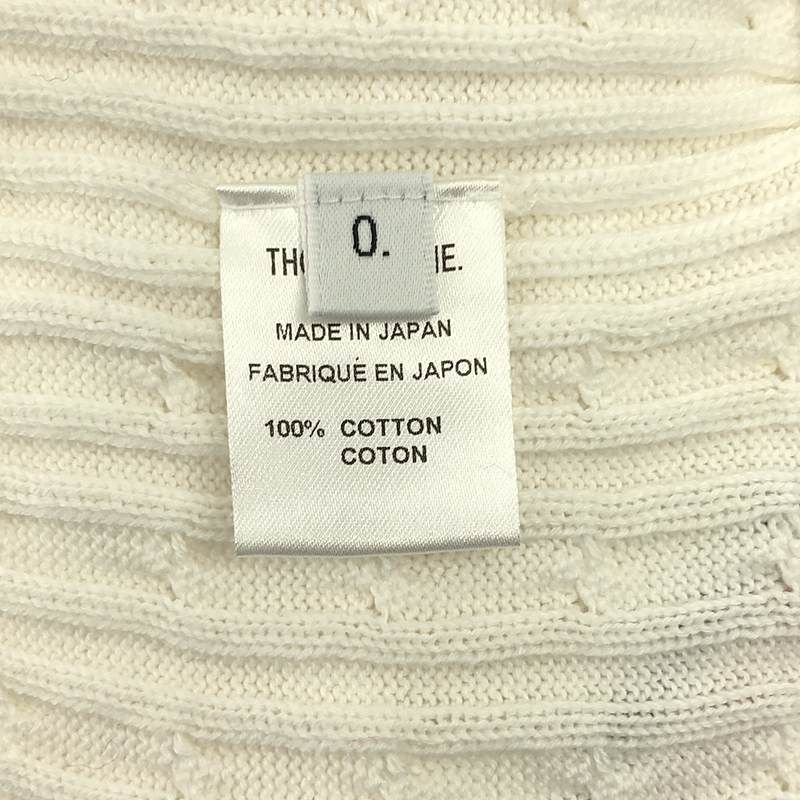 0.
MADE IN JAPAN
FABRIQUÉ EN JAPON
100% COTTON
COTON